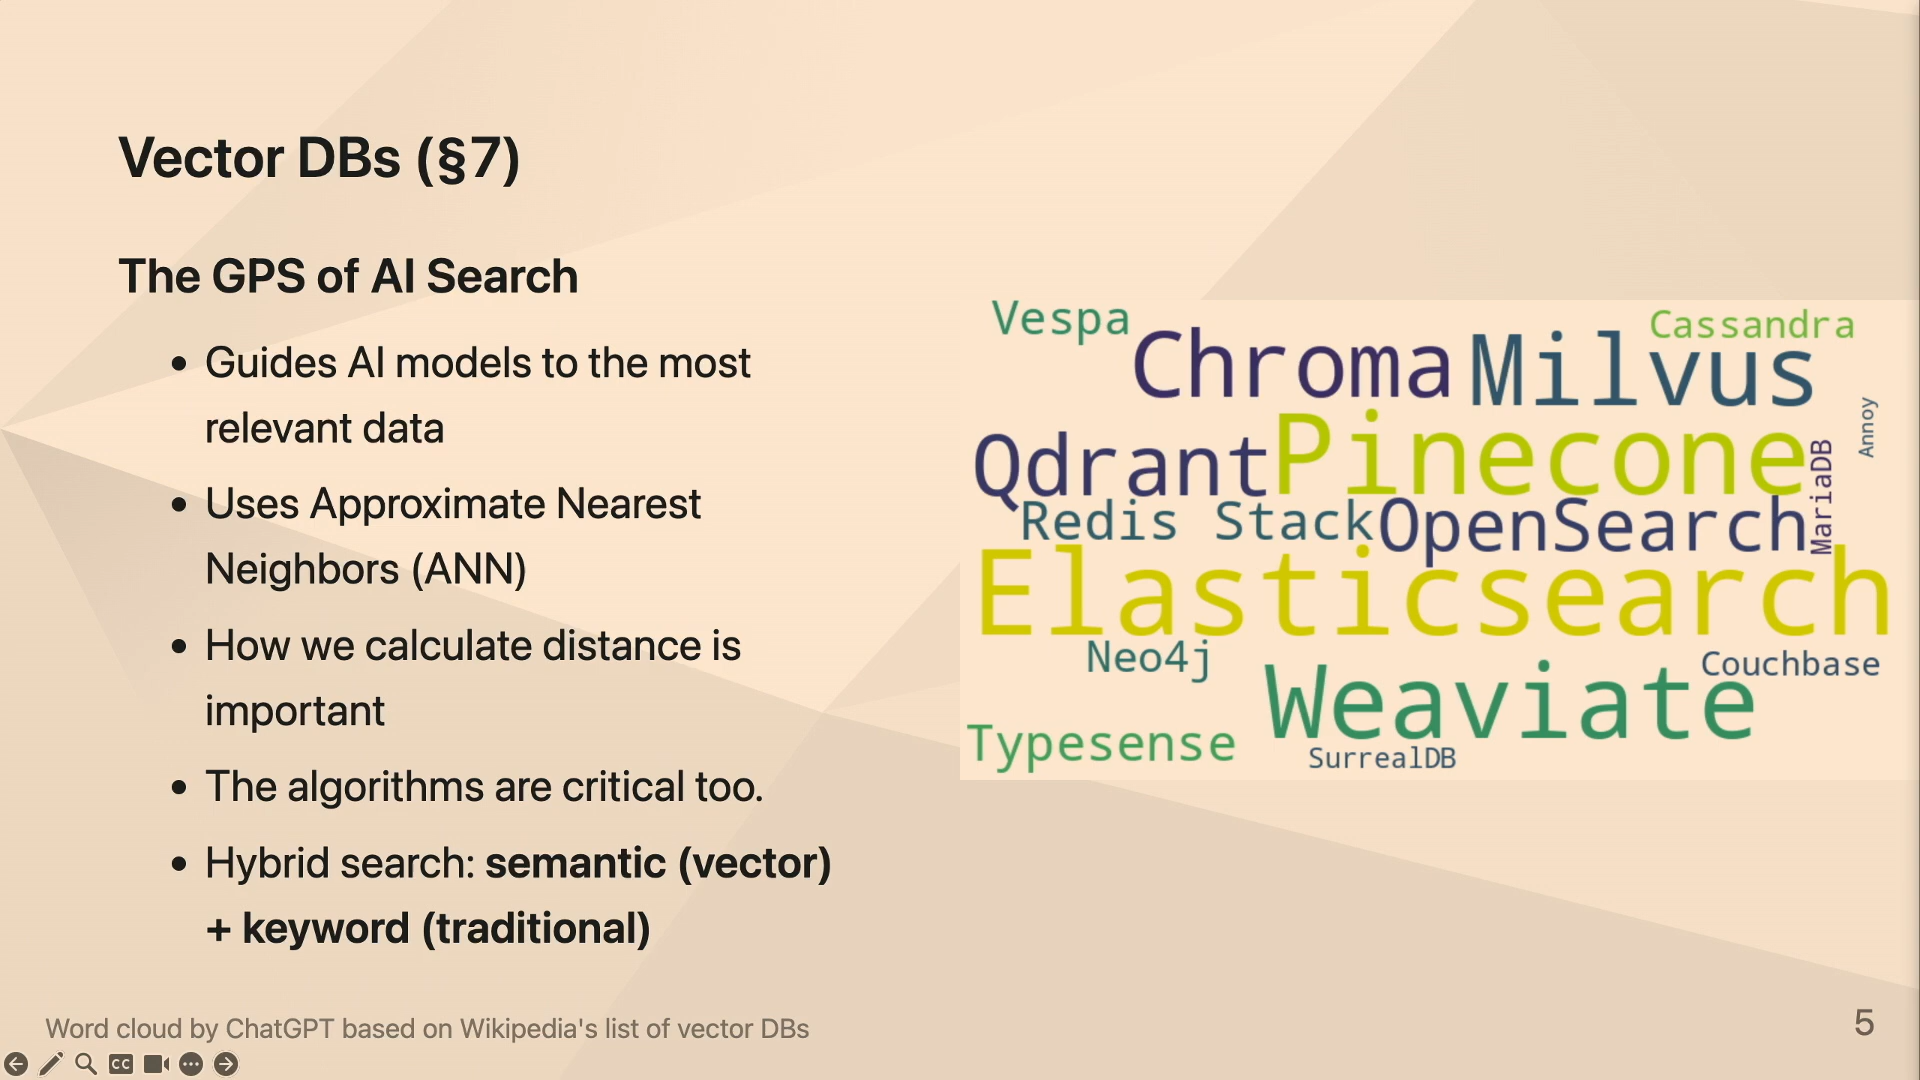 Vector DBs (§7)
The GPS of AI Search
• Guides AI models to the most
relevant data
• Uses Approximate Nearest
Neighbors (ANN)
• How we calculate distance is
important
• The algorithms are critical too.
• Hybrid search: semantic (vector)
+ keyword (traditional)
Vespa
Cassandra
Chroma
Milvus
Annoy
Qdrant
Pinecone
MariaDB
Redis Stack
OpenSearch
Elasticsearch
Neo4j
Couchbase
Weaviate
Typesense
SurrealDB
Word cloud by ChatGPT based on Wikipedia's list of vector DBs
5
CC